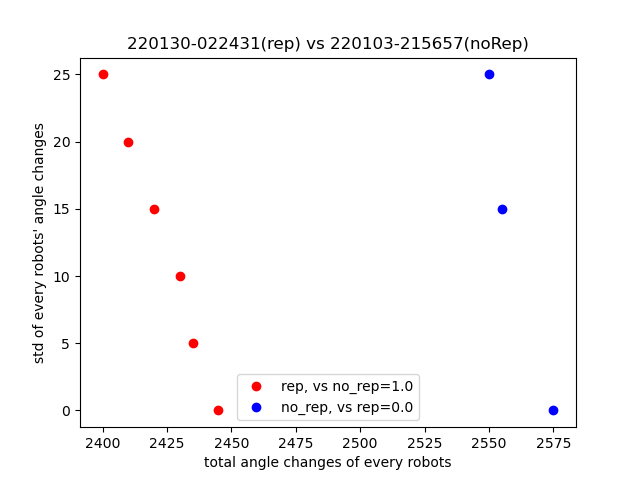 220130-022431(rep) vs 220103-215657(noRep)
25
20
15
10
5
0
std of every robots' angle changes
rep, vs no_rep=1.0
no_rep, vs rep=0.0
2400 2425 2450 2475 2500 2525 2550 2575
total angle changes of every robots